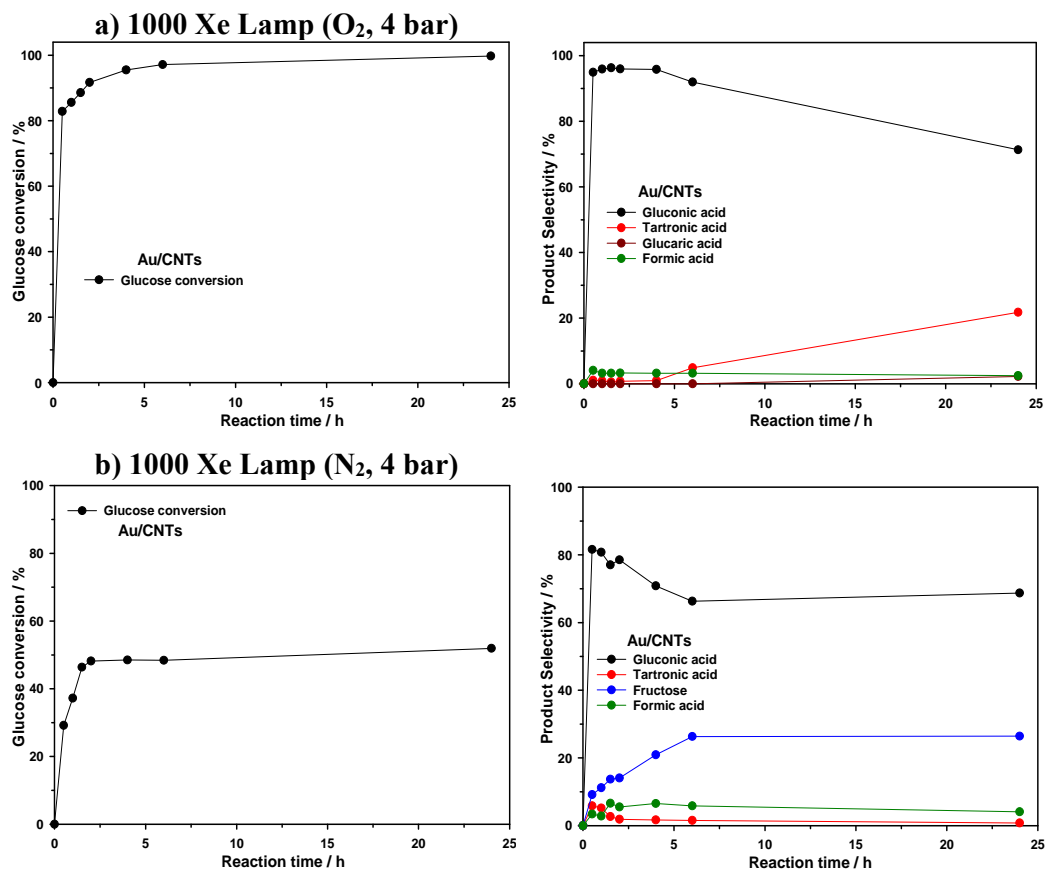 a) 1000 Xe Lamp (O₂, 4 bar)
100
80
60
40
20
0
Glucose conversion / %
Au/CNTs
Glucose conversion
0 5 10 15 20 25
Reaction time / h
100
80
60
40
20
0
Product Selectivity / %
Au/CNTs
Gluconic acid
Tartronic acid
Glucaric acid
Formic acid
0 5 10 15 20 25
Reaction time / h
b) 1000 Xe Lamp (N₂, 4 bar)
100
80
60
40
20
0
Glucose conversion / %
Glucose conversion
Au/CNTs
0 5 10 15 20 25
Reaction time / h
100
80
60
40
20
0
Product Selectivity / %
Au/CNTs
Gluconic acid
Tartronic acid
Fructose
Formic acid
0 5 10 15 20 25
Reaction time / h